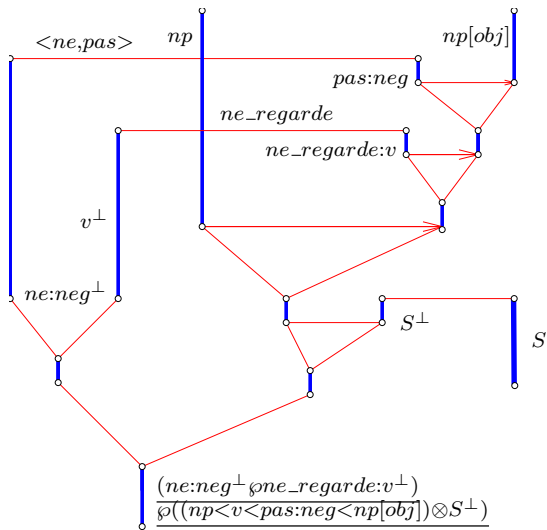 <ne,pas>
np
np[obj]
pas:neg
ne_regarde
ne_regarde:v
v⊥
ne:neg⊥
S⊥
S
(ne:neg⊥℘ne_regarde:v⊥)
℘((np<v<pas:neg<np[obj])⊗S⊥)